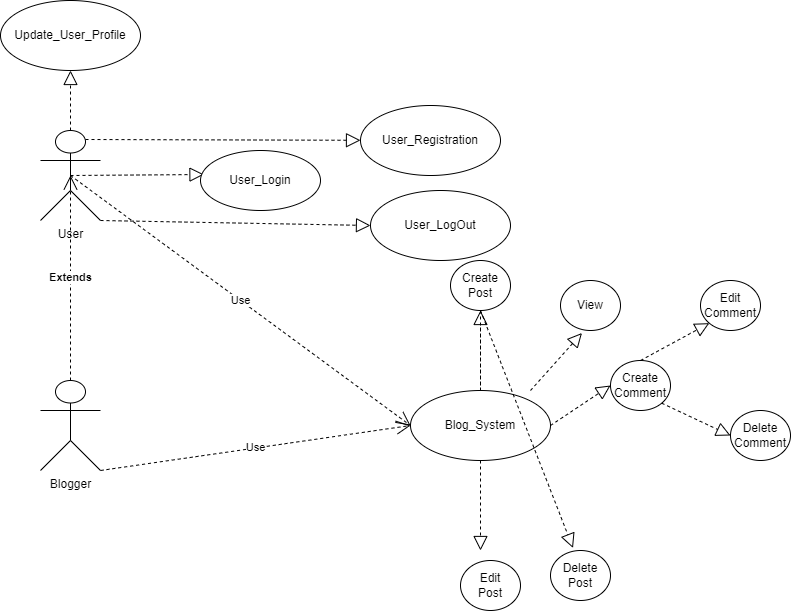 Update_User_Profile
User_Registration
User_Login
User_LogOut
User
Extends
Create
Post
View
Edit
Comment
Use
Create
Comment
Blog_System
Delete
Comment
Use
Blogger
Edit
Post
Delete
Post